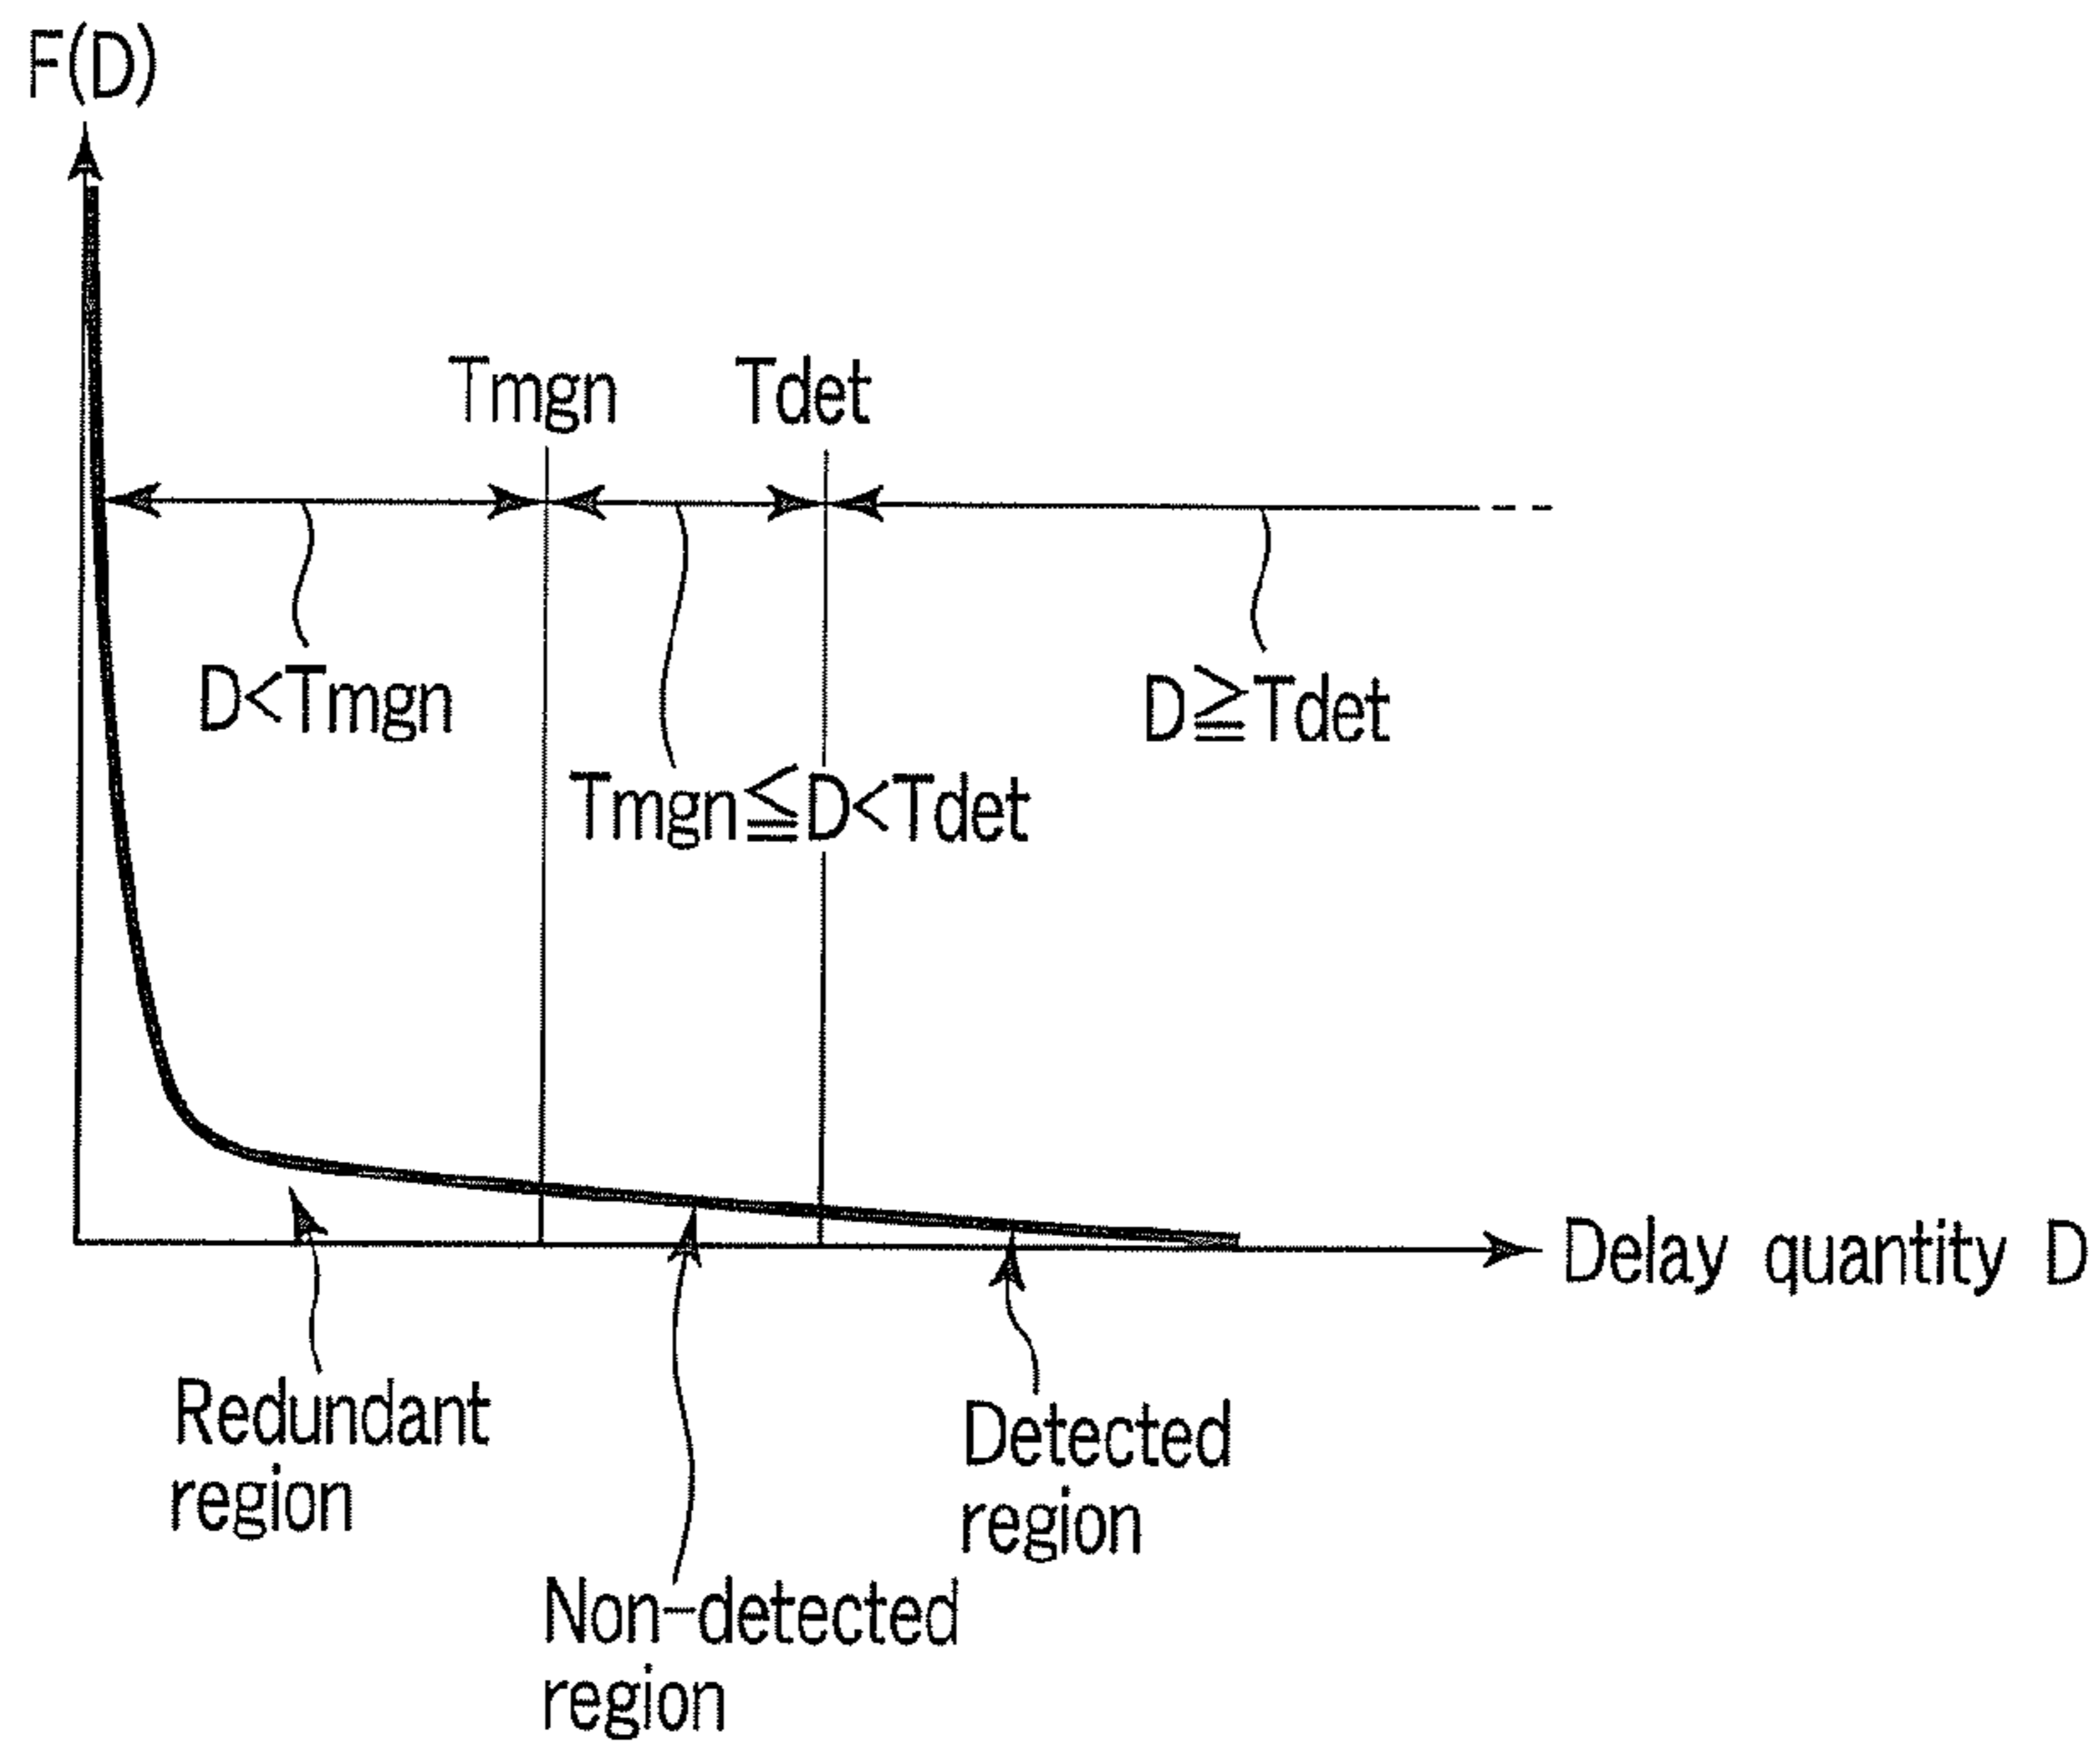 F(D)
Tmgn
Tdet
D<Tmgn
D≧Tdet
Tmgn≦D<Tdet
Delay quantity D
Redundant
region
Detected
region
Non-detected
region